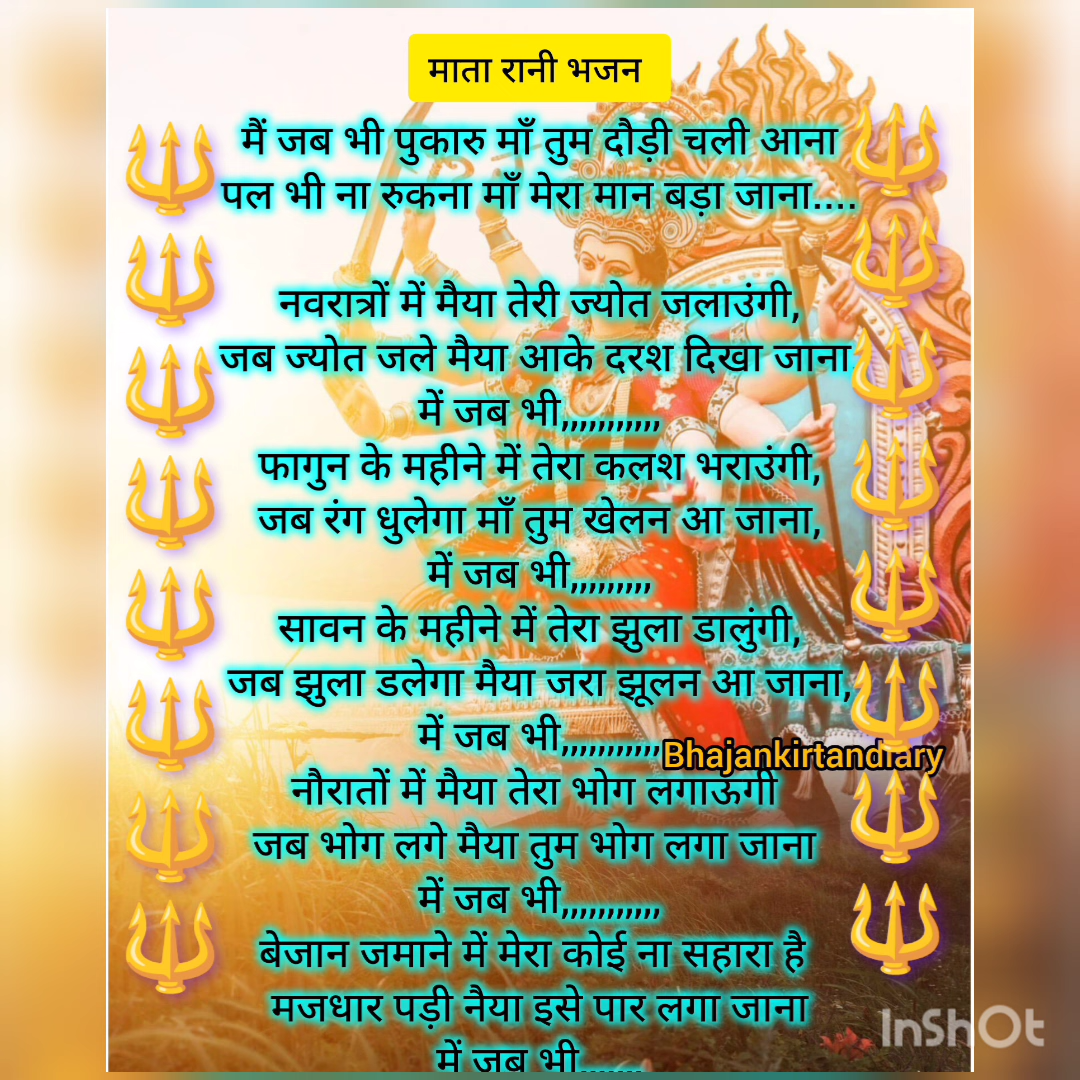 माता रानी भजन
मैं जब भी पुकारु माँ तुम दौड़ी चली आना
पल भी ना रुकना माँ मेरा मान बड़ा जाना....
नवरात्रों में मैया तेरी ज्योत जलाउंगी,
जब ज्योत जले मैया आके दरश दिखा जाना
में जब भी,,,,,,,,,,,
फागुन के महीने में तेरा कलश भराउंगी,
जब रंग धुलेगा माँ तुम खेलन आ जाना,
में जब भी,,,,,,,,,
सावन के महीने में तेरा झुला डालुंगी,
जब झुला डलेगा मैया जरा झूलन आ जाना,
में जब भी,,,,,,,,,,,
Bhajankirtandiary
नौरातों में मैया तेरा भोग लगाऊंगी
जब भोग लगे मैया तुम भोग लगा जाना
में जब भी,,,,,,,,,,,
बेजान जमाने में मेरा कोई ना सहारा है
मजधार पड़ी नैया इसे पार लगा जाना
में जब भी,,,,,,,
InShOt